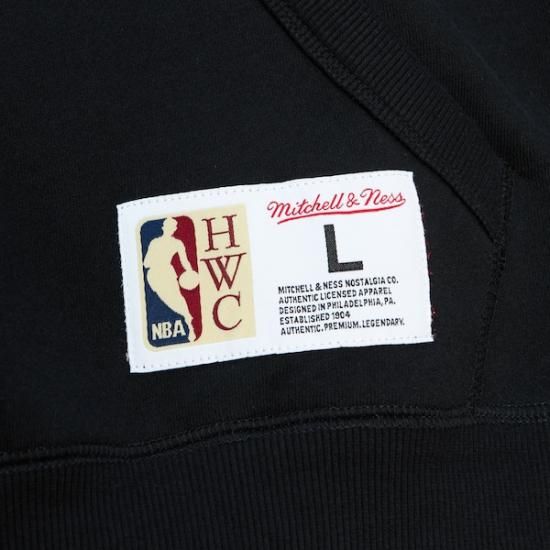 NBA
H
W
C
Mitchell & Ness
L
MITCHELL & NESS NOSTALGIA CO.
AUTHENTIC LICENSED APPAREL
DESIGNED IN PHILADELPHIA, PA.
ESTABLISHED 1904
AUTHENTIC. PREMIUM. LEGENDARY.